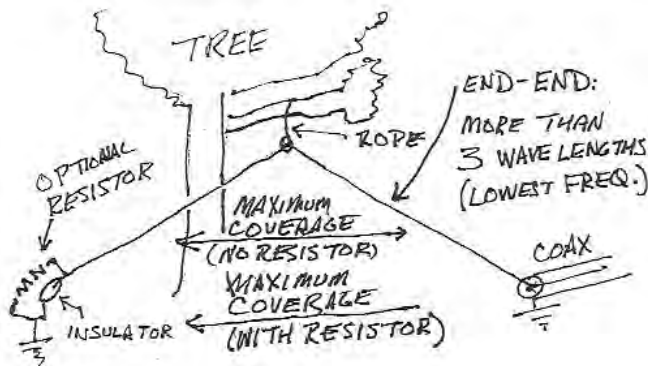 TREE
END-END:
MORE THAN
3 WAVE LENGTHS
(LOWEST FREQ.)
ROPE
OPTIONAL
RESISTOR
MAXIMUM
COVERAGE
(NO RESISTOR)
COAX
MAXIMUM
COVERAGE
(WITH RESISTOR)
INSULATOR